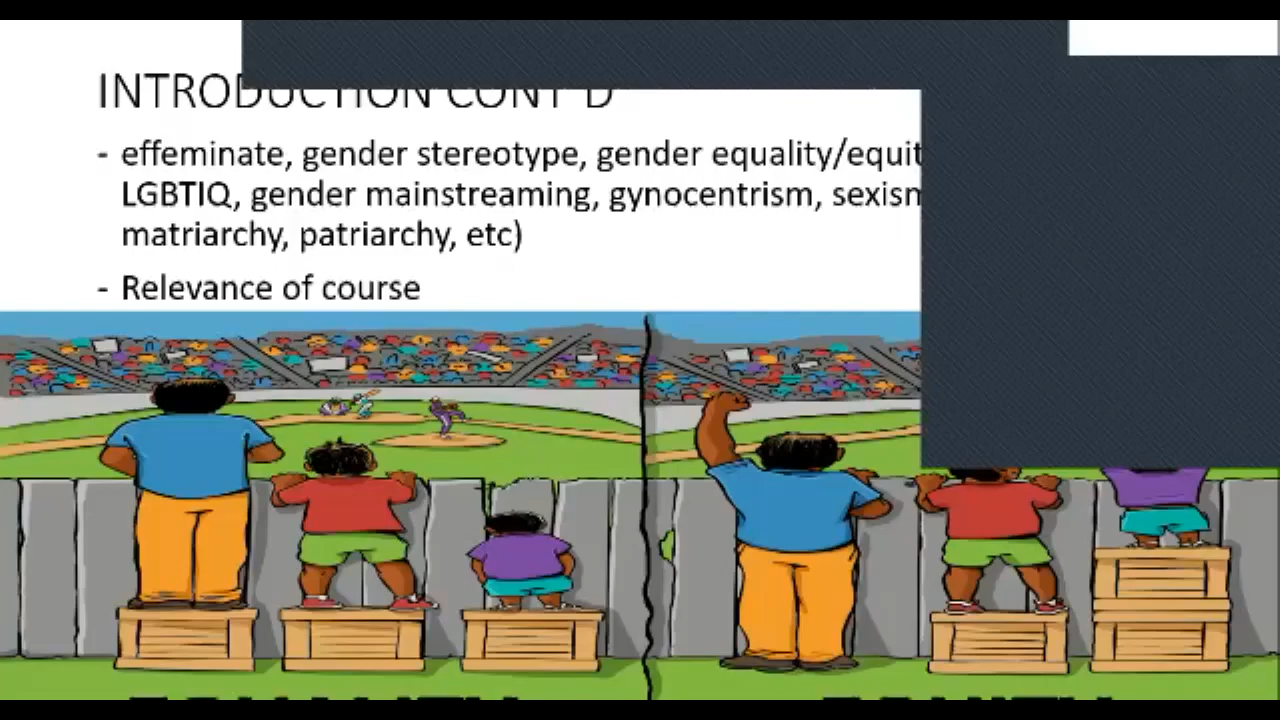 INTRODUCTION CONT'D
- effeminate, gender stereotype, gender equality/equit
LGBTIQ, gender mainstreaming, gynocentrism, sexism
matriarchy, patriarchy, etc)
- Relevance of course